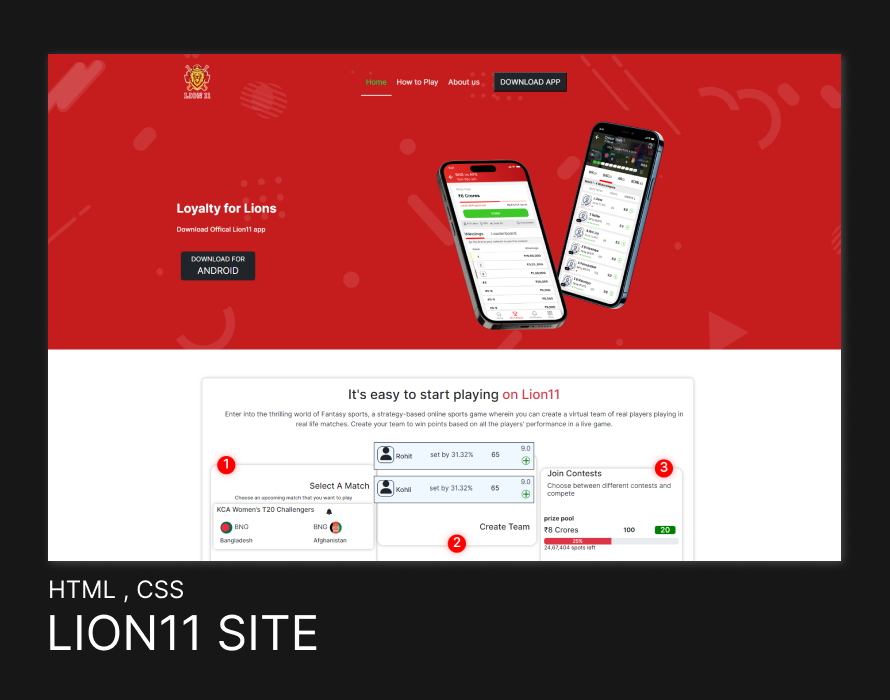 LION 11
Home How to Play About us DOWNLOAD APP
Loyalty for Lions
Download Offical Lion11 app
DOWNLOAD FOR
ANDROID
₹8 Crores
Winnings Leaderboard
It's easy to start playing on Lion11
Enter into the thrilling world of Fantasy sports, a strategy-based online sports game wherein you can create a virtual team of real players playing in
real life matches. Create your team to win points based on all the players' performance in a live game.
1
Select A Match
Choose an upcoming match that you want to play
KCA Women's T20 Challengers
BNG BNG
Bangladesh Afghanistan
Rohit set by 31.32% 65 9.0
Kohli set by 31.32% 65 9.0
Create Team
2
3
Join Contests
Choose between different contests and
compete
prize pool
₹8 Crores 100 20
25%
24,67,404 spots left
HTML , CSS
LION11 SITE